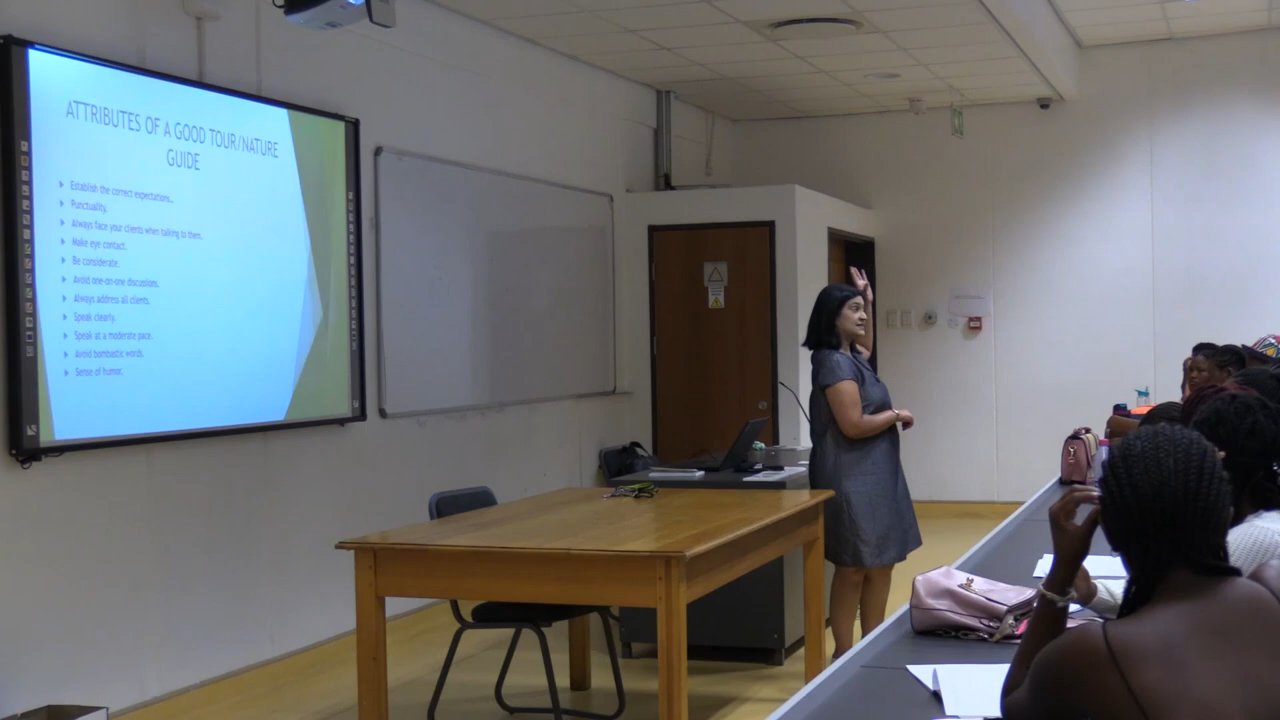 ATTRIBUTES OF A GOOD TOUR/NATURE
GUIDE
Establish the correct expectations...
Punctuality.
Always face your clients when talking to them.
Make eye contact.
Be considerate.
Avoid one-on-one discussions.
Always address all clients.
Speak clearly.
Speak at a moderate pace.
Avoid bombastic words.
Sense of humor.